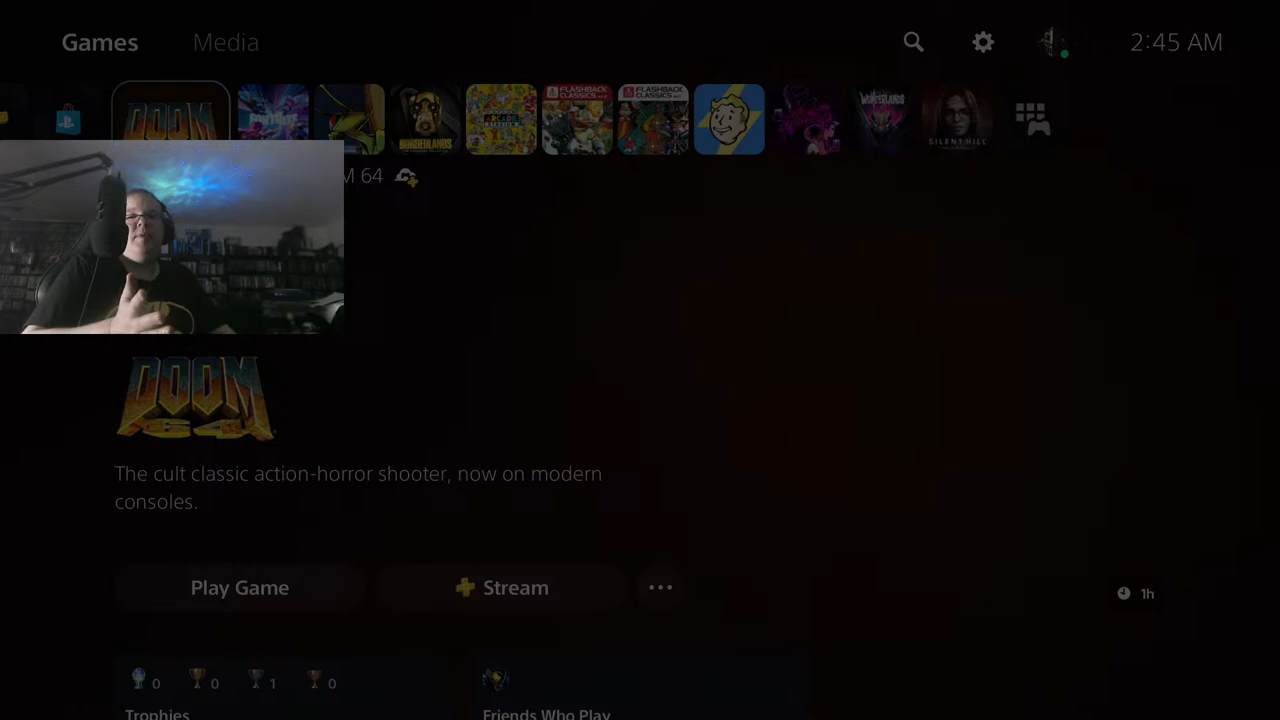 Games
Media
2:45 AM
DOOM
FORTNITE
BORDERLANDS
ARCADE
FLASHBACK CLASSICS
FLASHBACK CLASSICS
WONDERLANDS
SILENT HILL
M 64
DOOM
64
The cult classic action-horror shooter, now on modern
consoles.
Play Game
Stream
1h
0
0
1
0
Trophies
Friends Who Play